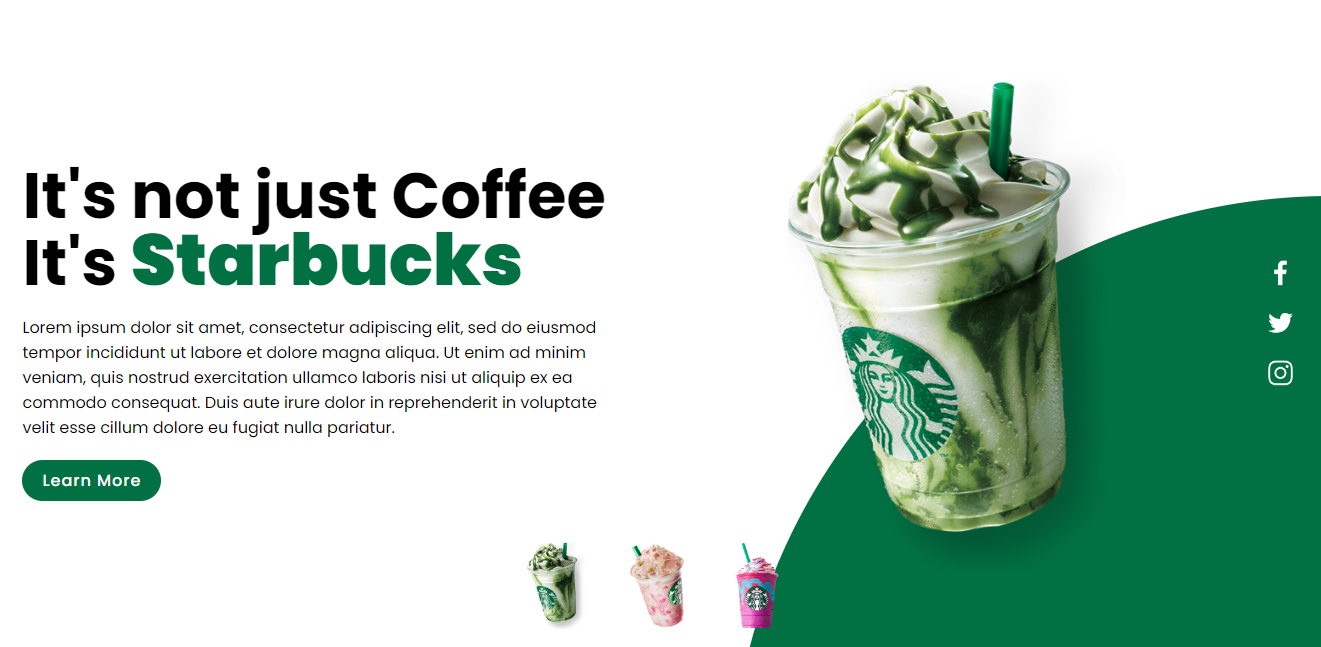 It's not just Coffee
It's Starbucks
Lorem ipsum dolor sit amet, consectetur adipiscing elit, sed do eiusmod
tempor incididunt ut labore et dolore magna aliqua. Ut enim ad minim
veniam, quis nostrud exercitation ullamco laboris nisi ut aliquip ex ea
commodo consequat. Duis aute irure dolor in reprehenderit in voluptate
velit esse cillum dolore eu fugiat nulla pariatur.
Learn More